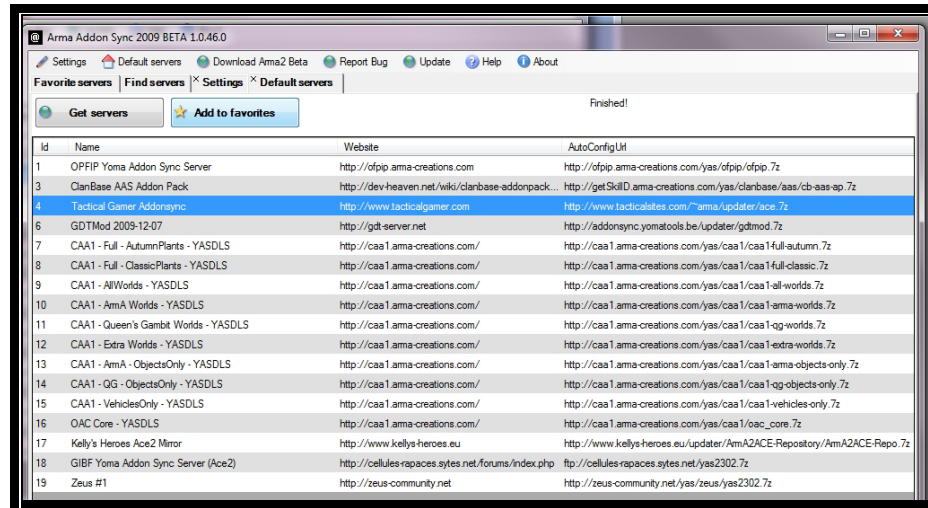 @ Arma Addon Sync 2009 BETA 1.0.46.0
Settings Default servers Download Arma2 Beta Report Bug Update Help About
Favorite servers Find servers × Settings × Default servers
Get servers Add to favorites Finished!
Id Name Website AutoConfigUrl
1 OPFIP Yoma Addon Sync Server http://ofpip.arma-creations.com http://ofpip.arma-creations.com/yas/ofpip/ofpip.7z
3 ClanBase AAS Addon Pack http://dev-heaven.net/wiki/clanbase-addonpack... http://getSkillD.arma-creations.com/yas/clanbase/aas/cb-aas-ap.7z
4 Tactical Gamer Addonsync http://www.tacticalgamer.com http://www.tacticalsites.com/~arma/updater/ace.7z
6 GDTMod 2009-12-07 http://gdt-server.net http://addonsync.yomatools.be/updater/gdtmod.7z
7 CAA1 - Full - AutumnPlants - YASDLS http://caa1.arma-creations.com/ http://caa1.arma-creations.com/yas/caa1/caa1-full-autumn.7z
8 CAA1 - Full - ClassicPlants - YASDLS http://caa1.arma-creations.com/ http://caa1.arma-creations.com/yas/caa1/caa1-full-classic.7z
9 CAA1 - AllWorlds - YASDLS http://caa1.arma-creations.com/ http://caa1.arma-creations.com/yas/caa1/caa1-all-worlds.7z
10 CAA1 - ArmA Worlds - YASDLS http://caa1.arma-creations.com/ http://caa1.arma-creations.com/yas/caa1/caa1-arma-worlds.7z
11 CAA1 - Queen's Gambit Worlds - YASDLS http://caa1.arma-creations.com/ http://caa1.arma-creations.com/yas/caa1/caa1-qg-worlds.7z
12 CAA1 - Extra Worlds - YASDLS http://caa1.arma-creations.com/ http://caa1.arma-creations.com/yas/caa1/caa1-extra-worlds.7z
13 CAA1 - ArmA - ObjectsOnly - YASDLS http://caa1.arma-creations.com/ http://caa1.arma-creations.com/yas/caa1/caa1-arma-objects-only.7z
14 CAA1 - QG - ObjectsOnly - YASDLS http://caa1.arma-creations.com/ http://caa1.arma-creations.com/yas/caa1/caa1-qg-objects-only.7z
15 CAA1 - VehiclesOnly - YASDLS http://caa1.arma-creations.com/ http://caa1.arma-creations.com/yas/caa1/caa1-vehicles-only.7z
16 OAC Core - YASDLS http://caa1.arma-creations.com/ http://caa1.arma-creations.com/yas/caa1/oac_core.7z
17 Kelly's Heroes Ace2 Mirror http://www.kellys-heroes.eu http://www.kellys-heroes.eu/updater/ArmA2ACE-Repository/ArmA2ACE-Repo.7z
18 GIBF Yoma Addon Sync Server (Ace2) http://cellules-rapaces.sytes.net/forums/index.php ftp://cellules-rapaces.sytes.net/yas2302.7z
19 Zeus #1 http://zeus-community.net http://zeus-community.net/yas/zeus/yas2302.7z